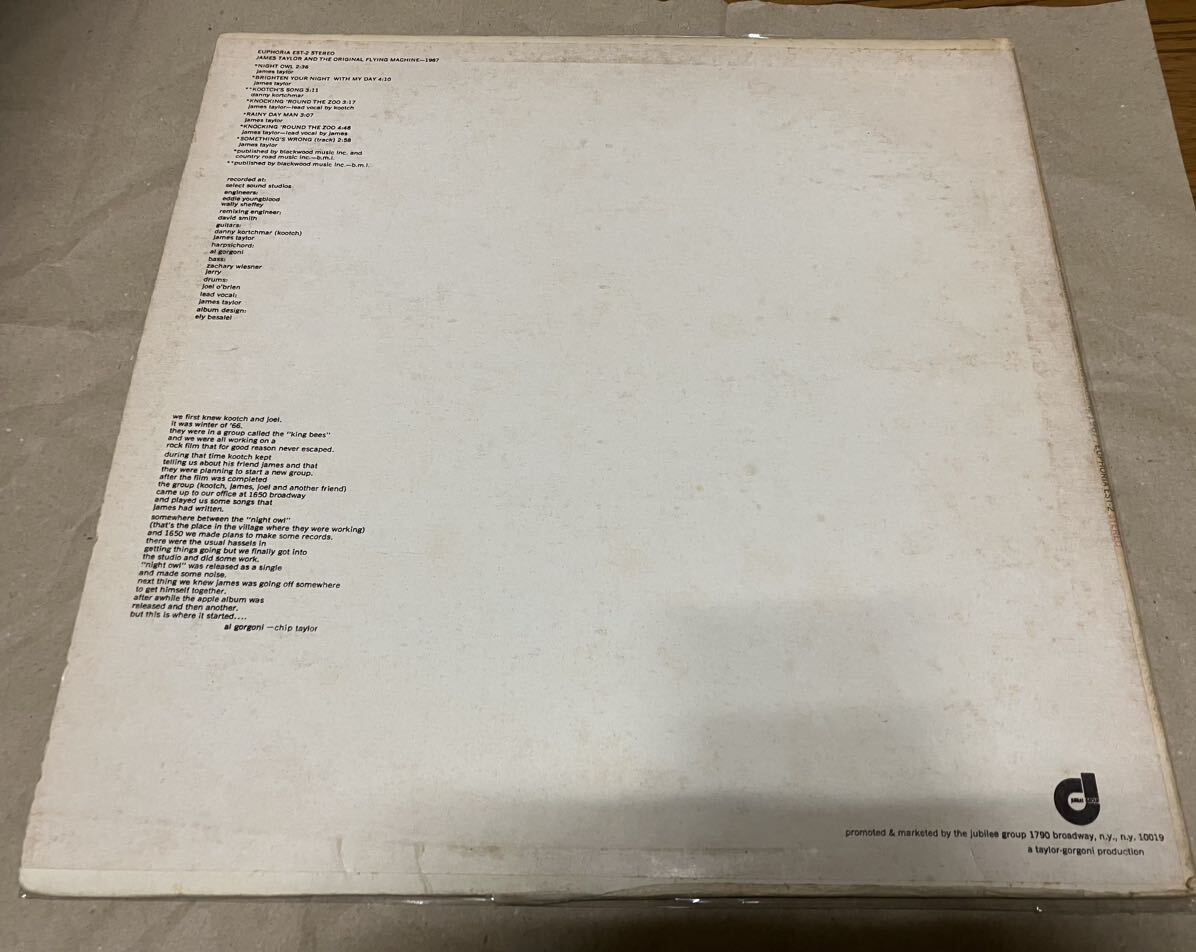 EUPHORIA EST-2 STEREO
JAMES TAYLOR AND THE ORIGINAL FLYING MACHINE—1967
*NIGHT OWL 2:36
james taylor
*BRIGHTEN YOUR NIGHT WITH MY DAY 4:10
james taylor
**KOOTCH'S SONG 3:11
danny kortchmar
*KNOCKING 'ROUND THE ZOO 3:17
james taylor—lead vocal by kootch
*RAINY DAY MAN 3:07
james taylor
*KNOCKING 'ROUND THE ZOO 4:48
james taylor—lead vocal by james
*SOMETHING'S WRONG (track) 2:58
james taylor
*published by blackwood music inc. and
country road music inc.—b.m.i.
**published by blackwood music inc.—b.m.i.
recorded at:
select sound studios
engineers:
eddie youngblood
wally sheffey
remixing engineer:
david smith
guitars:
danny kortchmar (kootch)
james taylor
harpsichord:
al gorgoni
bass:
zachary wiesner
jerry
drums:
joel o'brien
lead vocal:
james taylor
album design:
ely besalel
we first knew kootch and joel.
it was winter of '66.
they were in a group called the "king bees"
and we were all working on a
rock film that for good reason never escaped.
during that time kootch kept
telling us about his friend james and that
they were planning to start a new group.
after the film was completed
the group (kootch, james, joel and another friend)
came up to our office at 1650 broadway
and played us some songs that
james had written.
somewhere between the "night owl"
(that's the place in the village where they were working)
and 1650 we made plans to make some records.
there were the usual hassels in
getting things going but we finally got into
the studio and did some work.
"night owl" was released as a single
and made some noise.
next thing we knew james was going off somewhere
to get himself together.
after awhile the apple album was
released and then another.
but this is where it started....
al gorgoni —chip taylor
EUPHORIA EST-2 STEREO
promoted & marketed by the jubilee group 1790 broadway, n.y., n.y. 10019
a taylor-gorgoni production